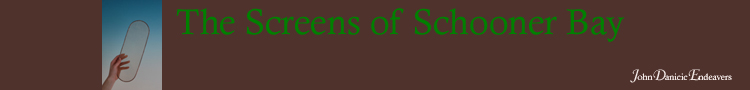 The Screens of Schooner Bay
John Danicic Endeavers